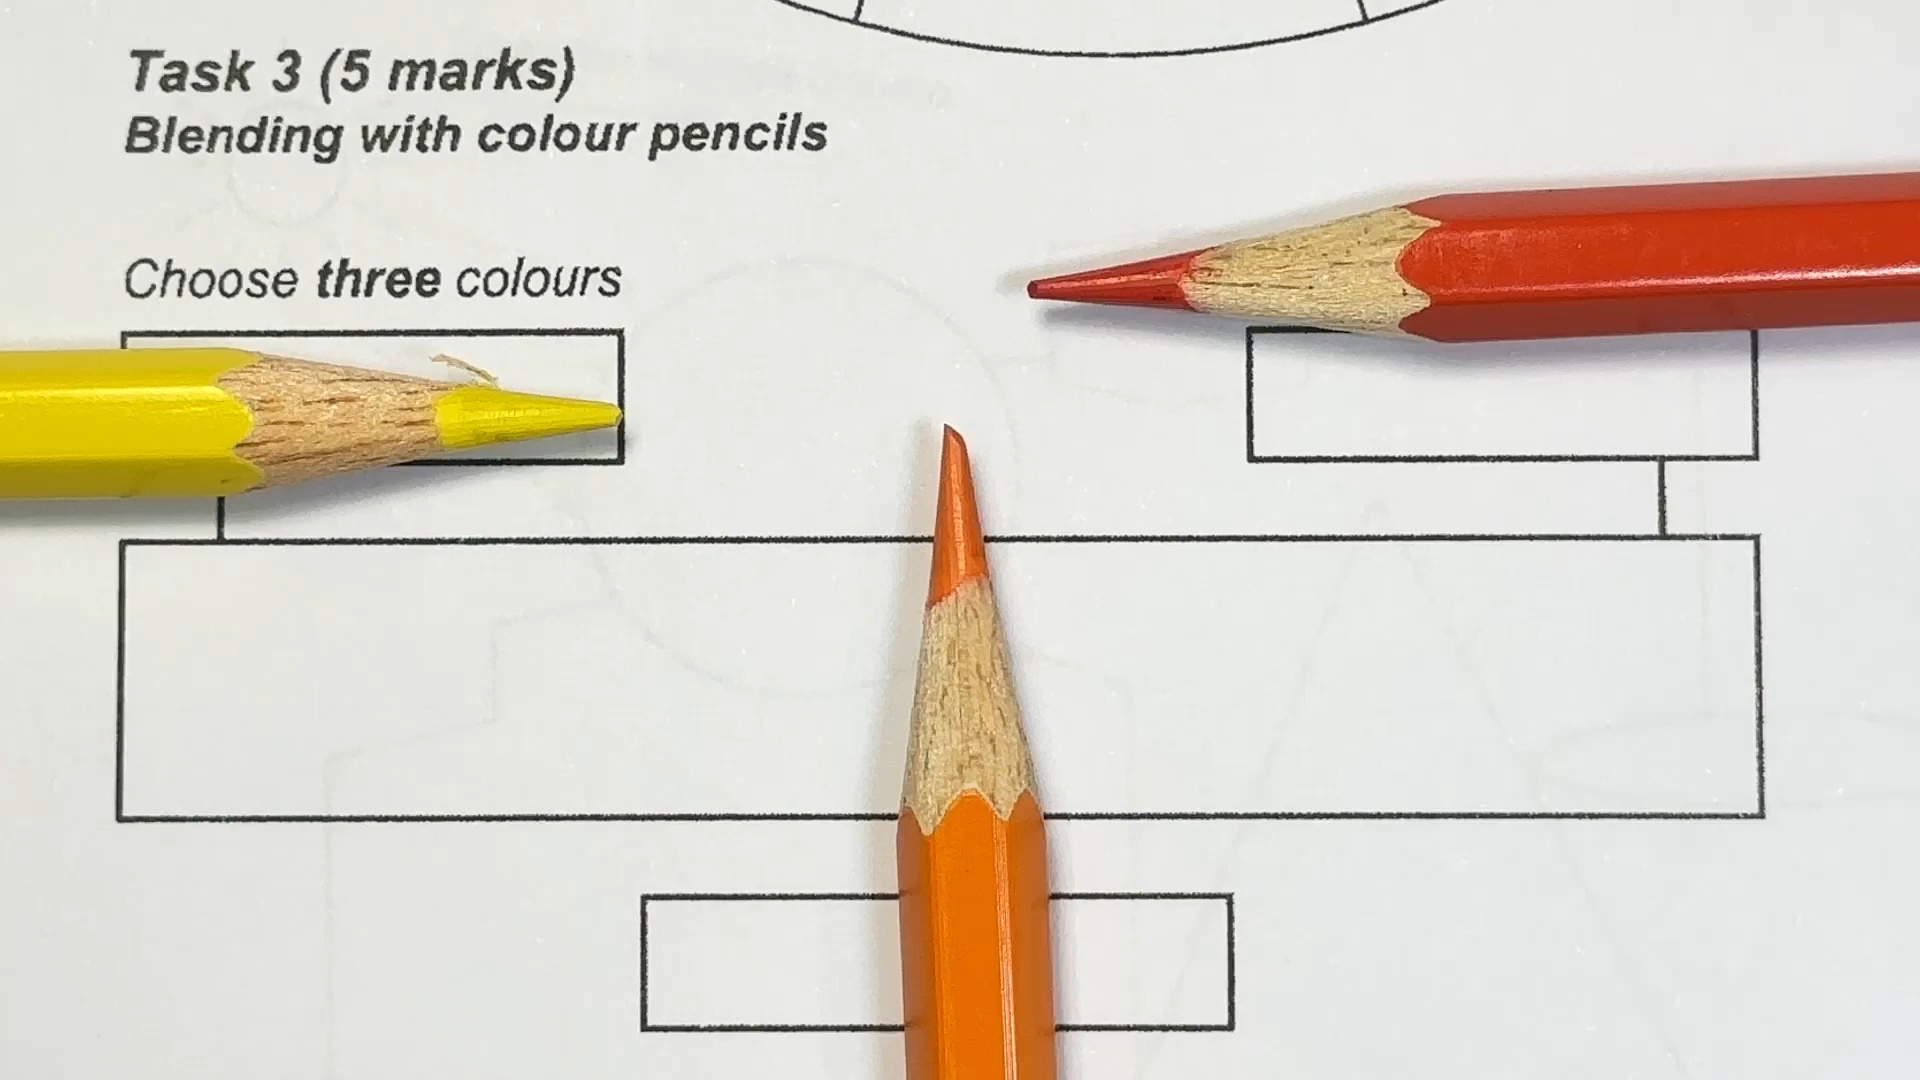 Task 3 (5 marks)
Blending with colour pencils
Choose three colours